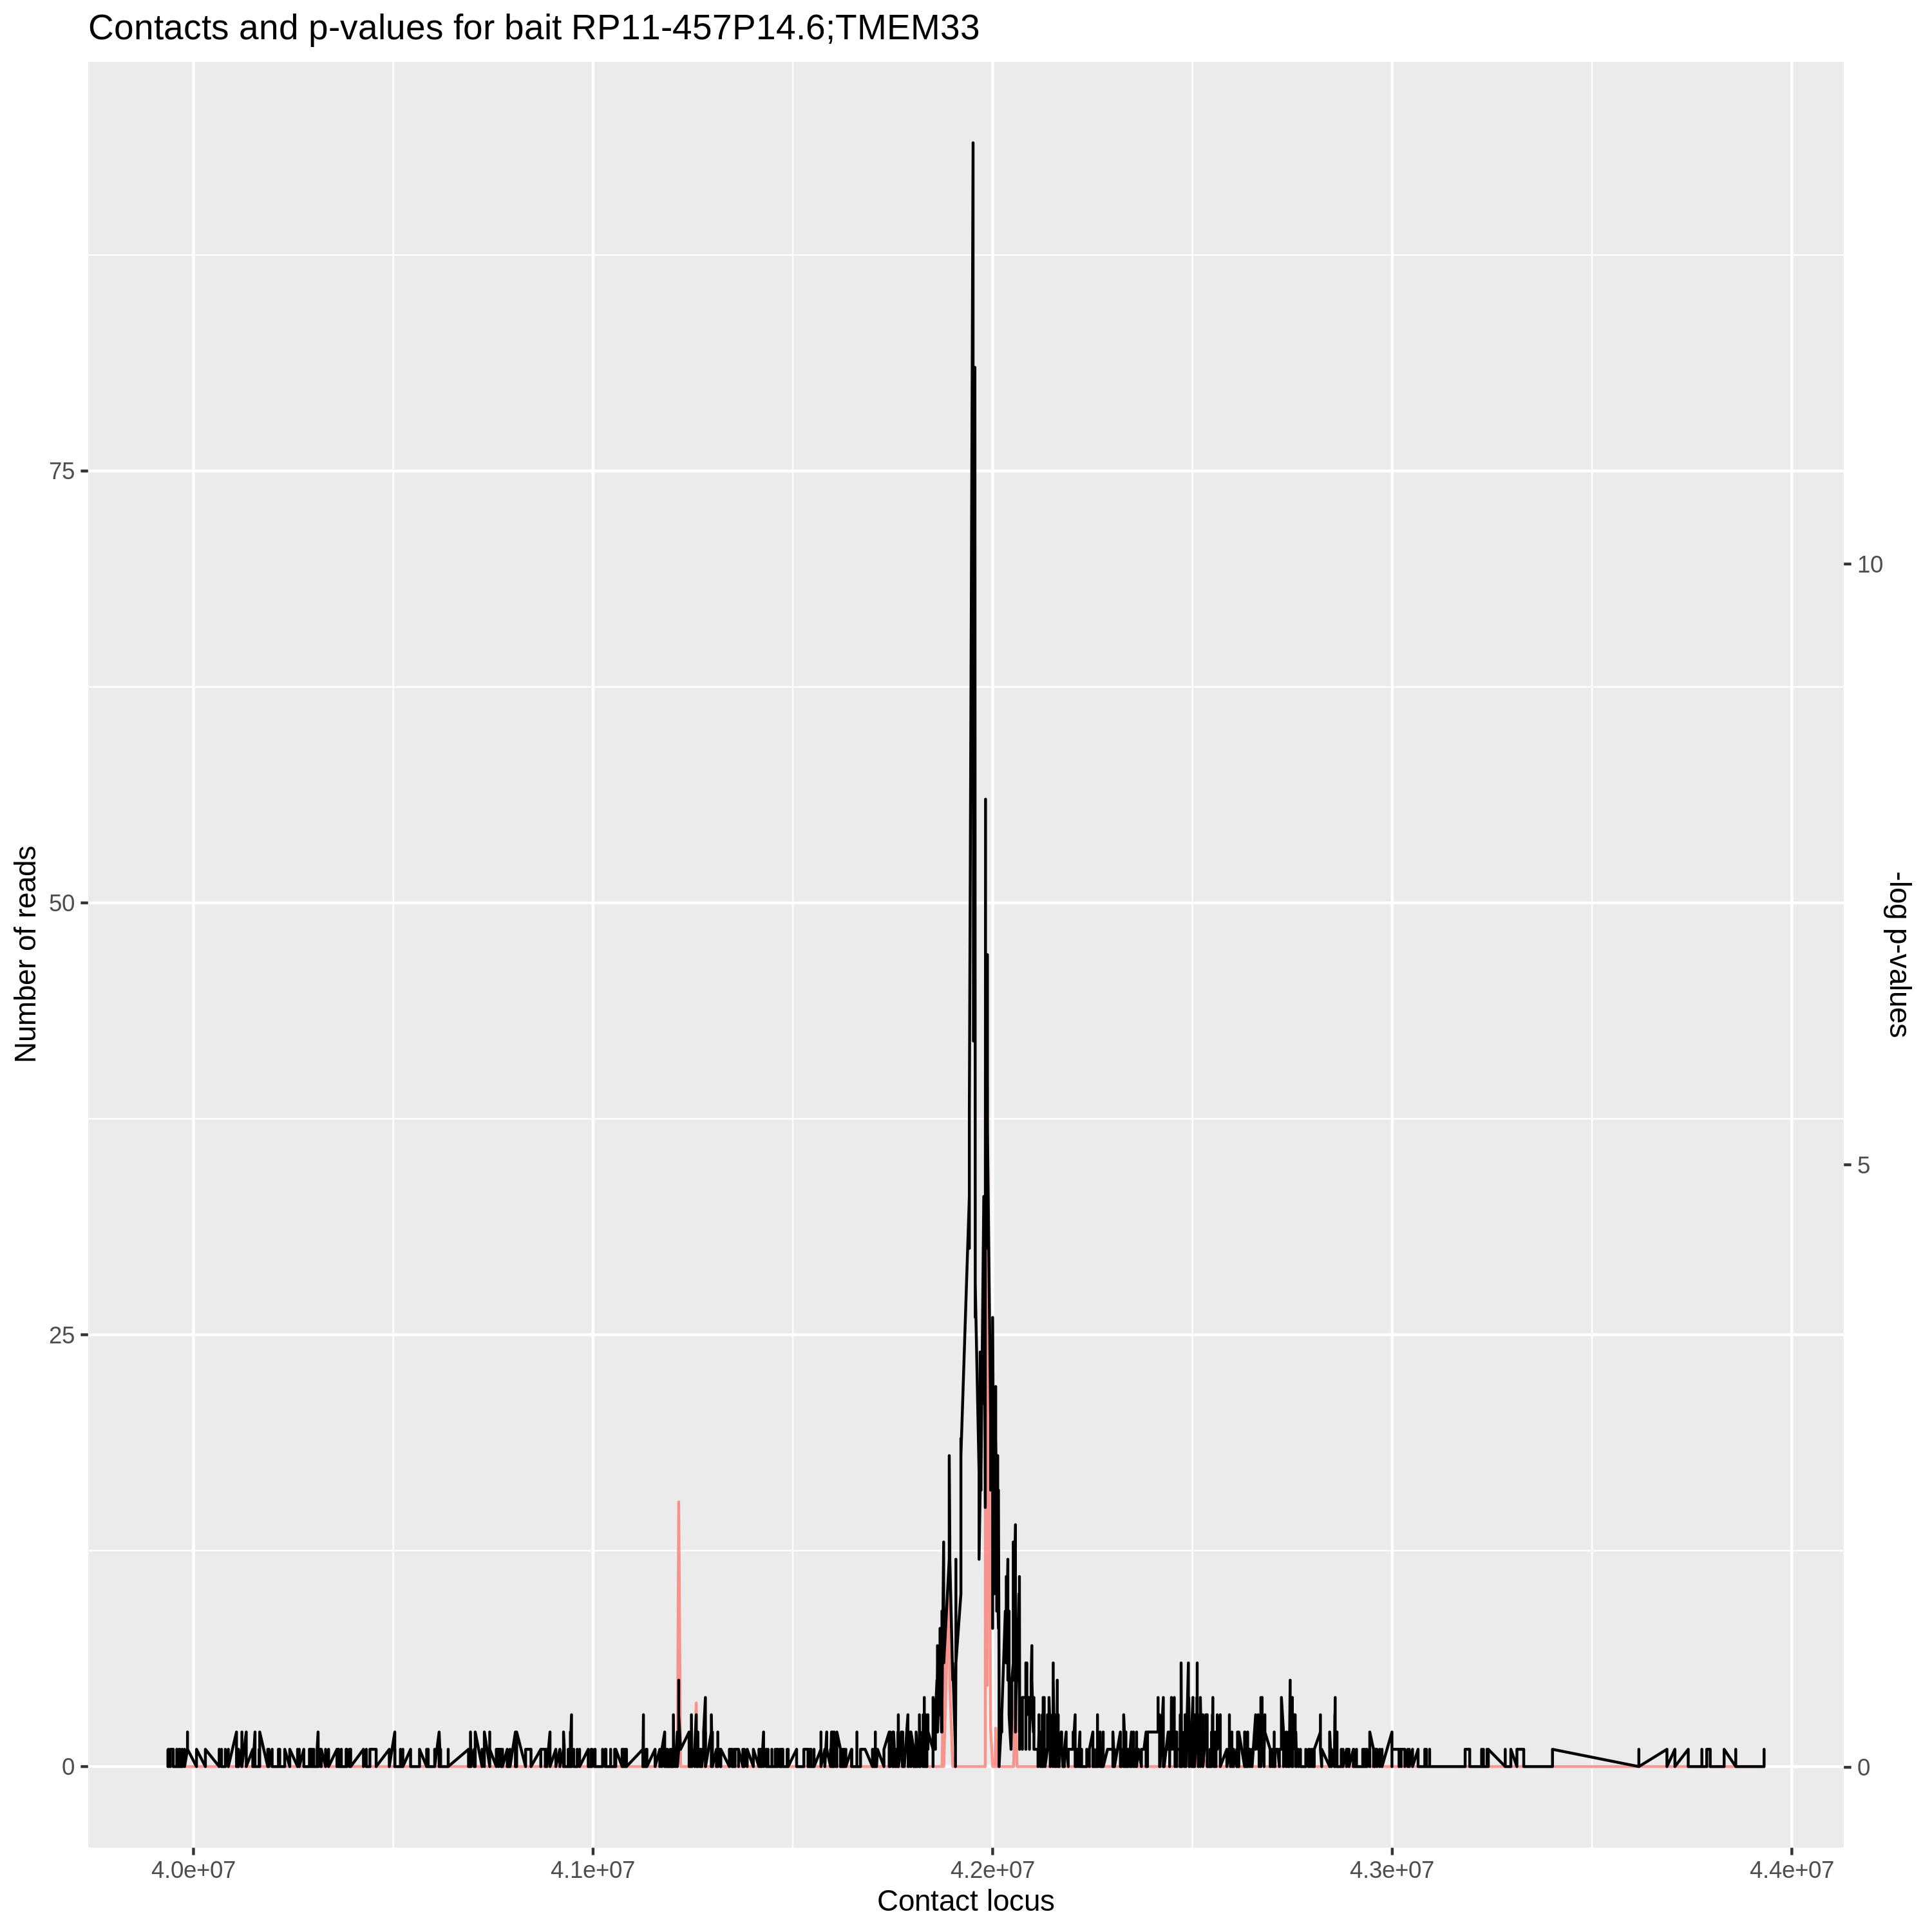 Contacts and p-values for bait RP11-457P14.6;TMEM33
75
50
25
0
Number of reads
10
5
0
-log p-values
4.0e+07
4.1e+07
4.2e+07
4.3e+07
4.4e+07
Contact locus